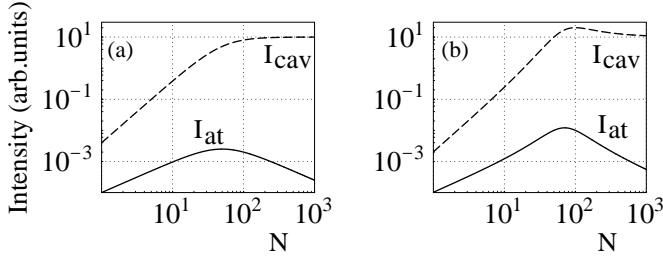 Intensity (arb.units)
10^1
10^-1
10^-3
(a)
I_cav
I_at
10^1 10^2 10^3
N
10^1
10^-1
10^-3
(b)
I_cav
I_at
10^1 10^2 10^3
N